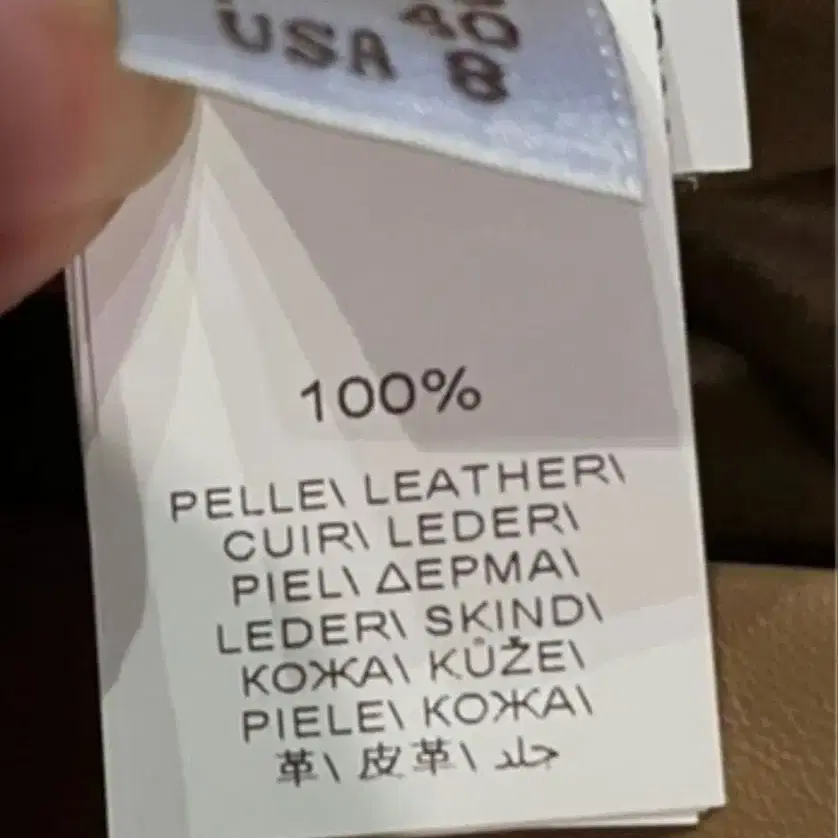 40
USA 8
100%
PELLE\ LEATHER\
CUIR\ LEDER\
PIEL\ ΔΕΡΜΑ\
LEDER\ SKIND\
КОЖА\ KŮŽE\
PIELE\ КОЖА\
革\ 皮革\ جلد